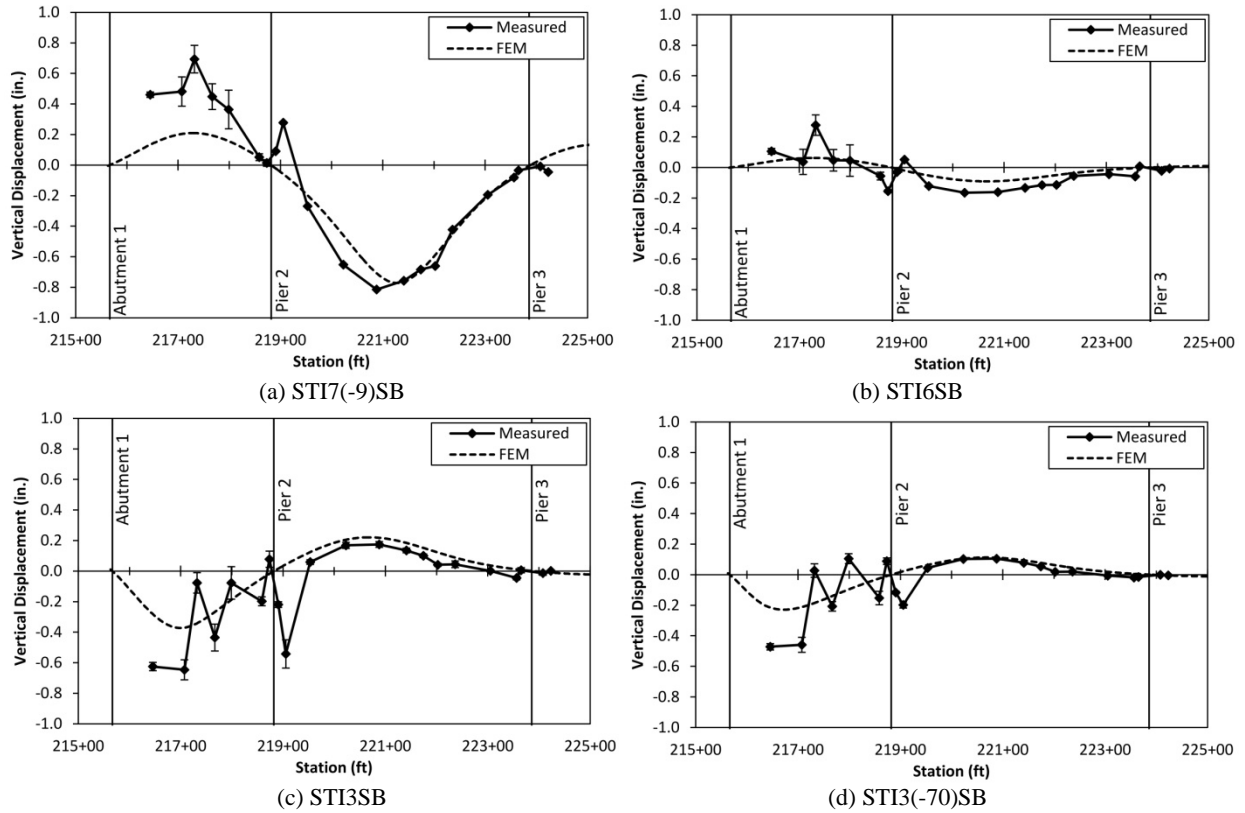 Vertical Displacement (in.)
1.0
0.8
0.6
0.4
0.2
0.0
-0.2
-0.4
-0.6
-0.8
-1.0
Measured
FEM
Abutment 1
Pier 2
Pier 3
215+00 217+00 219+00 221+00 223+00 225+00
Station (ft)
(a) STI7(-9)SB
Vertical Displacement (in.)
1.0
0.8
0.6
0.4
0.2
0.0
-0.2
-0.4
-0.6
-0.8
-1.0
Measured
FEM
Abutment 1
Pier 2
Pier 3
215+00 217+00 219+00 221+00 223+00 225+00
Station (ft)
(b) STI6SB
Vertical Displacement (in.)
1.0
0.8
0.6
0.4
0.2
0.0
-0.2
-0.4
-0.6
-0.8
-1.0
Measured
FEM
Abutment 1
Pier 2
Pier 3
215+00 217+00 219+00 221+00 223+00 225+00
Station (ft)
(c) STI3SB
Vertical Displacement (in.)
1.0
0.8
0.6
0.4
0.2
0.0
-0.2
-0.4
-0.6
-0.8
-1.0
Measured
FEM
Abutment 1
Pier 2
Pier 3
215+00 217+00 219+00 221+00 223+00 225+00
Station (ft)
(d) STI3(-70)SB